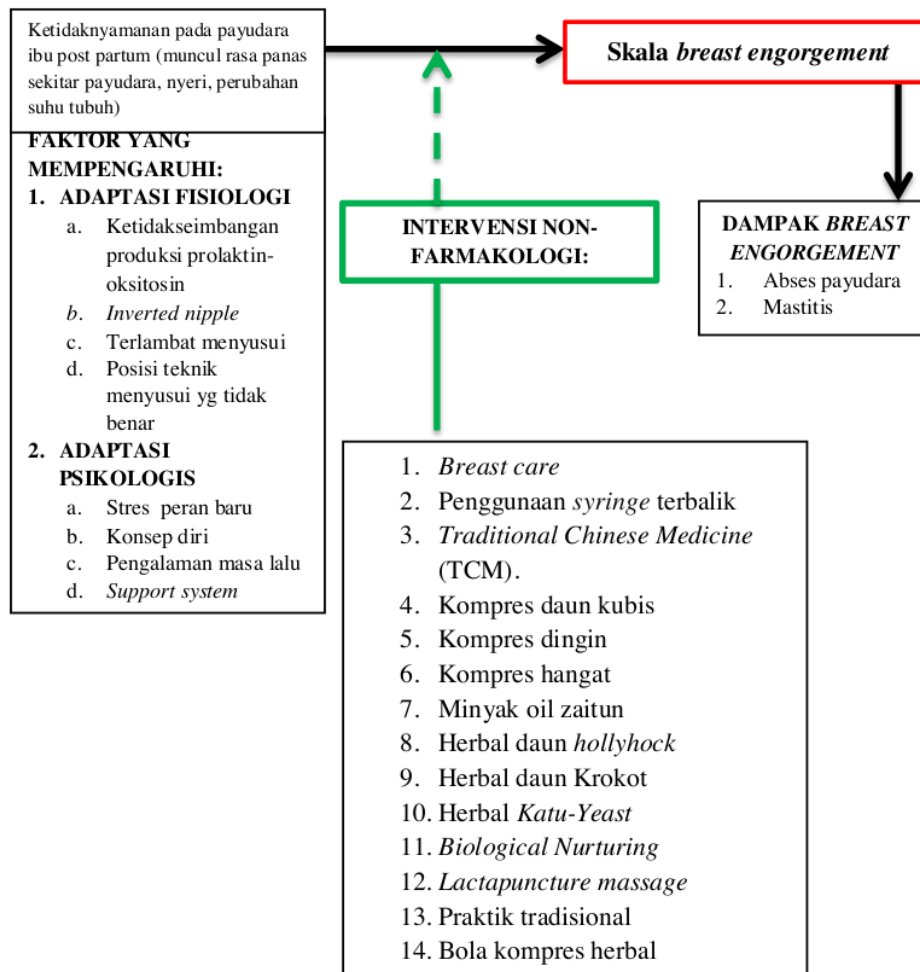 Ketidaknyamanan pada payudara
ibu post partum (muncul rasa panas
sekitar payudara, nyeri, perubahan
suhu tubuh)
FAKTOR YANG
MEMPENGARUHI:
1. ADAPTASI FISIOLOGI
a. Ketidakseimbangan
produksi prolaktin-
oksitosin
b. Inverted nipple
c. Terlambat menyusui
d. Posisi teknik
menyusui yg tidak
benar
2. ADAPTASI
PSIKOLOGIS
a. Stres peran baru
b. Konsep diri
c. Pengalaman masa lalu
d. Support system
Skala breast engorgement
INTERVENSI NON-
FARMAKOLOGI:
DAMPAK BREAST
ENGORGEMENT
1. Abses payudara
2. Mastitis
1. Breast care
2. Penggunaan syringe terbalik
3. Traditional Chinese Medicine
(TCM).
4. Kompres daun kubis
5. Kompres dingin
6. Kompres hangat
7. Minyak oil zaitun
8. Herbal daun hollyhock
9. Herbal daun Krokot
10. Herbal Katu-Yeast
11. Biological Nurturing
12. Lactapuncture massage
13. Praktik tradisional
14. Bola kompres herbal